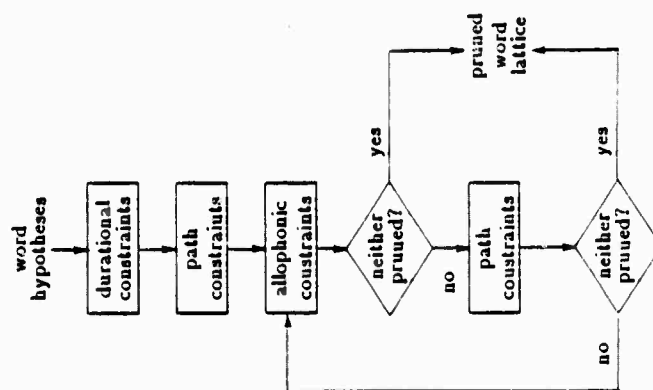 word
hypotheses
durational
constraints
path
constraints
allophonic
constraints
neither
pruned?
yes
no
path
constraints
neither
pruned?
yes
no
pruned
word
lattice